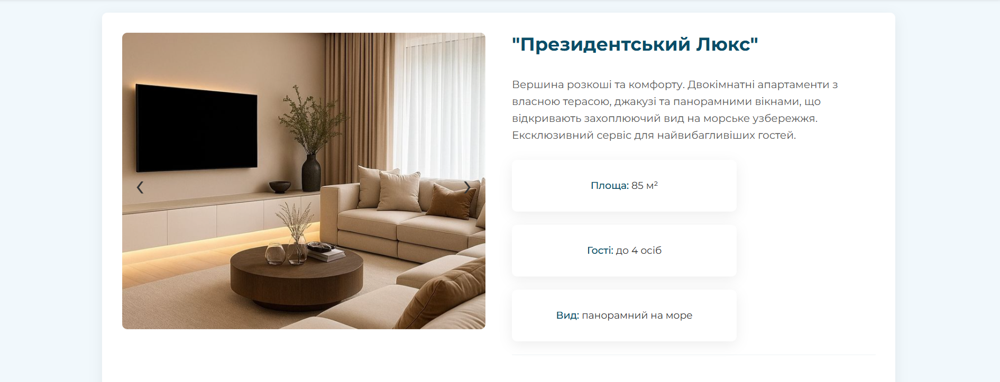 "Президентський Люкс"
Вершина розкоші та комфорту. Двокімнатні апартаменти з
власною терасою, джакузі та панорамними вікнами, що
відкривають захоплюючий вид на морське узбережжя.
Ексклюзивний сервіс для найвибагливіших гостей.
Площа: 85 м²
Гості: до 4 осіб
Вид: панорамний на море